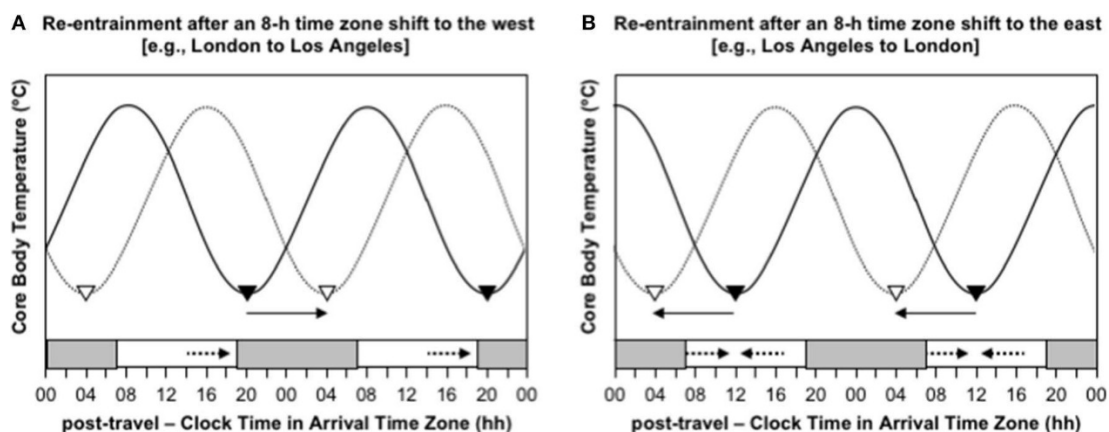 A Re-entrainment after an 8-h time zone shift to the west
[e.g., London to Los Angeles]
Core Body Temperature (°C)
00 04 08 12 16 20 00 04 08 12 16 20 00
post-travel – Clock Time in Arrival Time Zone (hh)
B Re-entrainment after an 8-h time zone shift to the east
[e.g., Los Angeles to London]
Core Body Temperature (°C)
00 04 08 12 16 20 00 04 08 12 16 20 00
post-travel – Clock Time in Arrival Time Zone (hh)